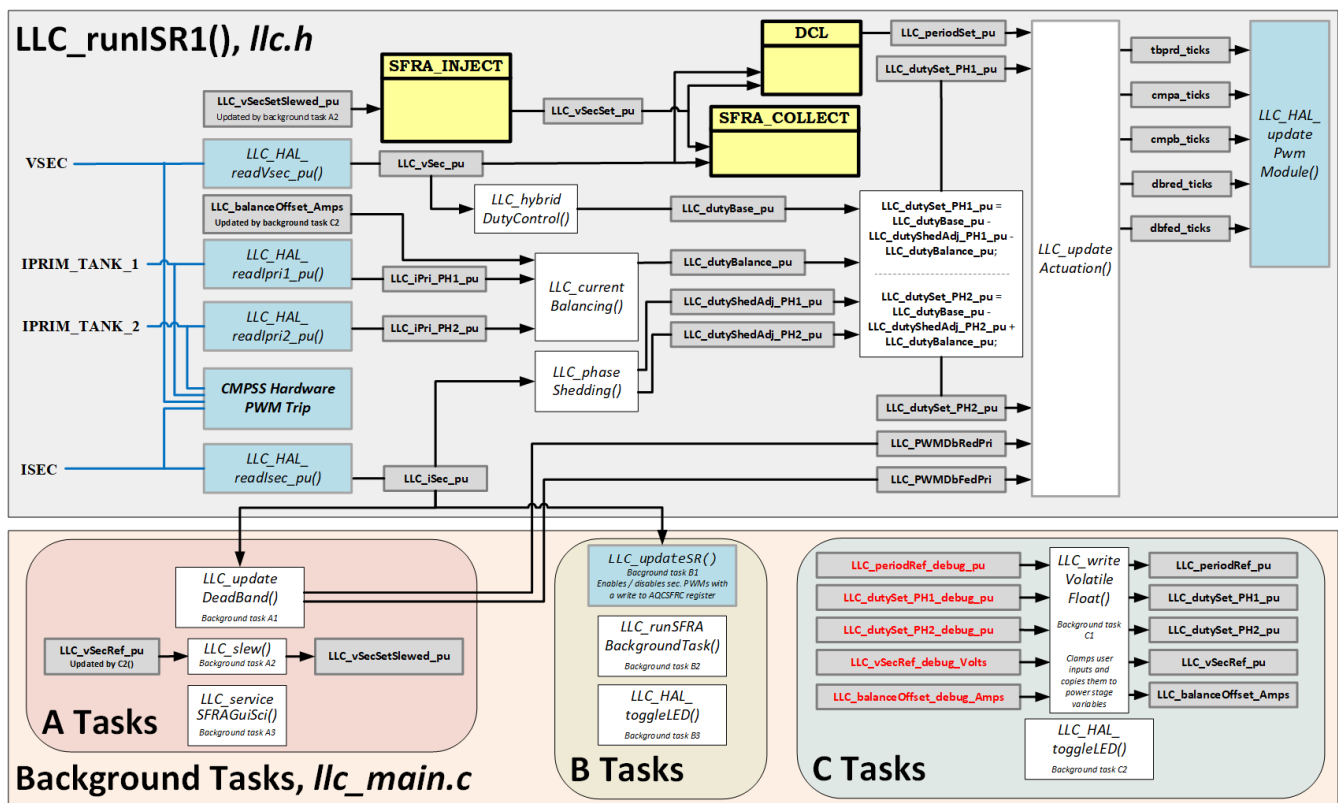 LLC_runISR1(), llc.h
SFRA_INJECT
DCL
SFRA_COLLECT
LLC_vSecSetSlewed_pu
Updated by background task A2
LLC_vSecSet_pu
LLC_periodSet_pu
LLC_dutySet_PH1_pu
tbprd_ticks
cmpa_ticks
cmpb_ticks
dbred_ticks
dbfed_ticks
LLC_HAL_
update
Pwm
Module()
VSEC
LLC_HAL_
readVsec_pu()
LLC_vSec_pu
LLC_balanceOffset_Amps
Updated by background task C2
LLC_hybrid
DutyControl()
LLC_dutyBase_pu
LLC_dutySet_PH1_pu =
LLC_dutyBase_pu -
LLC_dutyShedAdj_PH1_pu -
LLC_dutyBalance_pu;
LLC_dutySet_PH2_pu =
LLC_dutyBase_pu -
LLC_dutyShedAdj_PH2_pu +
LLC_dutyBalance_pu;
LLC_update
Actuation()
IPRIM_TANK_1
LLC_HAL_
readIpri1_pu()
LLC_iPri_PH1_pu
LLC_current
Balancing()
LLC_dutyBalance_pu
LLC_dutyShedAdj_PH1_pu
IPRIM_TANK_2
LLC_HAL_
readIpri2_pu()
LLC_iPri_PH2_pu
LLC_dutyShedAdj_PH2_pu
CMPSS Hardware
PWM Trip
LLC_phase
Shedding()
LLC_dutySet_PH2_pu
ISEC
LLC_HAL_
readIsec_pu()
LLC_iSec_pu
LLC_PWMDbRedPri
LLC_PWMDbFedPri
LLC_update
DeadBand()
Background task A1
LLC_vSecRef_pu
Updated by C2()
LLC_slew()
Background task A2
LLC_vSecSetSlewed_pu
LLC_service
SFRAGuiSci()
Background task A3
A Tasks
LLC_updateSR()
Bacground task B1
Enables / disables sec. PWMs with
a write to AQCSFRC register
LLC_runSFRA
BackgroundTask()
Background task B2
LLC_HAL_
toggleLED()
Background task B3
B Tasks
LLC_periodRef_debug_pu
LLC_dutySet_PH1_debug_pu
LLC_dutySet_PH2_debug_pu
LLC_vSecRef_debug_Volts
LLC_balanceOffset_debug_Amps
LLC_write
Volatile
Float()
Background task
C1
Clamps user
inputs and
copies them to
power stage
variables
LLC_periodRef_pu
LLC_dutySet_PH1_pu
LLC_dutySet_PH2_pu
LLC_vSecRef_pu
LLC_balanceOffset_Amps
LLC_HAL_
toggleLED()
Background task C2
C Tasks
Background Tasks, llc_main.c